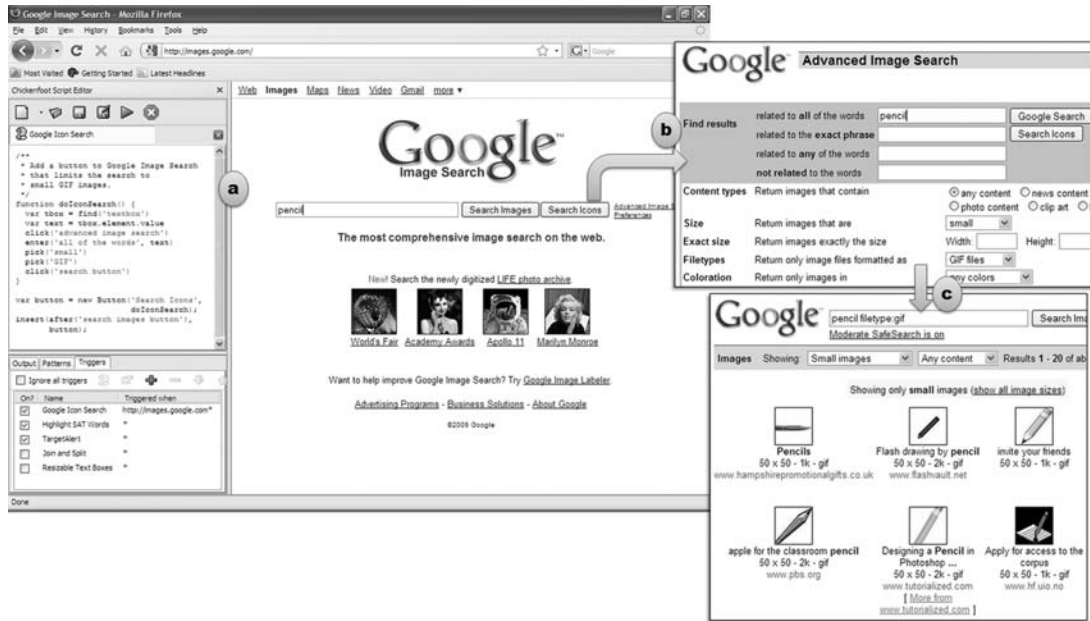 Google Image Search - Mozilla Firefox
File Edit View History Bookmarks Tools Help
http://images.google.com/
Google
Most Visited Getting Started Latest Headlines
Chickenfoot Script Editor
Google Icon Search
/**
* Add a button to Google Image Search
* that limits the search to
* small GIF images.
*/
function doIconSearch() {
var tbox = find("textbox")
var text = tbox.element.value
click("advanced image search")
enter("all of the words", text)
pick("small")
pick("GIF")
click("search button")
}
var button = new Button("Search Icons",
doIconSearch);
insert(after("search images button"),
button);
Output Patterns Triggers
Ignore all triggers
On? Name Triggered when
Google Icon Search http://images.google.com*
Highlight SAT Words *
TargetAlert *
Join and Split *
Resizable Text Boxes *
Done
a
Web Images Maps News Video Gmail more ▼
Google™
Image Search
pencil Search Images Search Icons
Advanced Image S
Preferences
The most comprehensive image search on the web.
New! Search the newly digitized LIFE photo archive
World's Fair Academy Awards Apollo 11 Marilyn Monroe
Want to help improve Google Image Search? Try Google Image Labeler.
Advertising Programs - Business Solutions - About Google
©2009 Google
b
Google™ Advanced Image Search
Find results related to all of the words pencil Google Search
related to the exact phrase Search Icons
related to any of the words
not related to the words
Content types Return images that contain any content news content
photo content clip art
Size Return images that are small
Exact size Return images exactly the size Width: Height:
Filetypes Return only image files formatted as GIF files
Coloration Return only images in any colors
c
Google™ pencil filetype:gif Search Ima
Moderate SafeSearch is on
Images Showing: Small images Any content Results 1 - 20 of ab
Showing only small images (show all image sizes)
Pencils
50 x 50 - 1k - gif
www.hampshirepromotionalgifts.co.uk
Flash drawing by pencil
50 x 50 - 2k - gif
www.flashvault.net
invite your friends
50 x 50 - 1k - gif
apple for the classroom pencil
50 x 50 - 2k - gif
www.pbs.org
Designing a Pencil in
Photoshop ...
50 x 50 - 2k - gif
www.tutorialized.com
[ More from
www.tutorialized.com ]
Apply for access to the
corpus
50 x 50 - 1k - gif
www.hf.uio.no